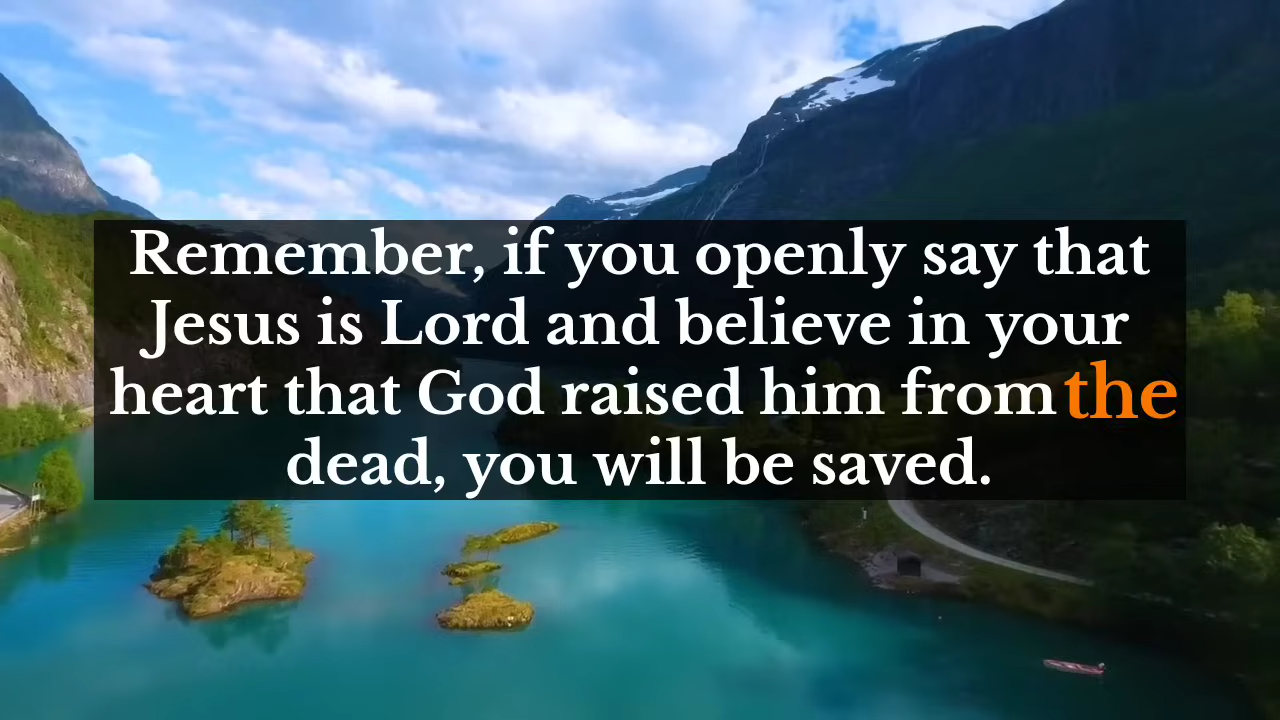 Remember, if you openly say that
Jesus is Lord and believe in your
heart that God raised him from the
dead, you will be saved.